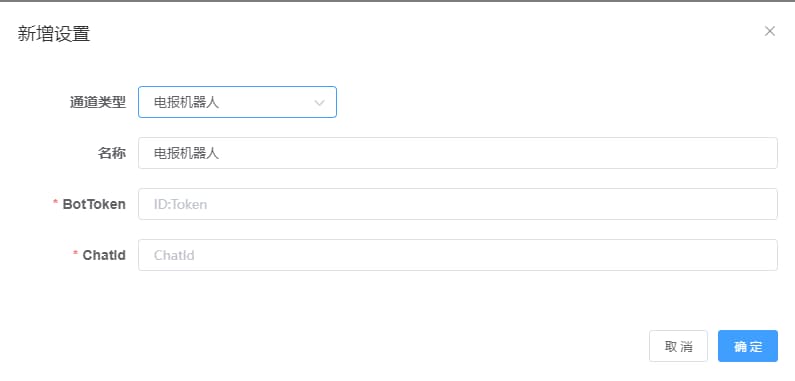 新增设置
通道类型 电报机器人
名称 电报机器人
* BotToken ID:Token
* ChatId ChatId
取消 确定